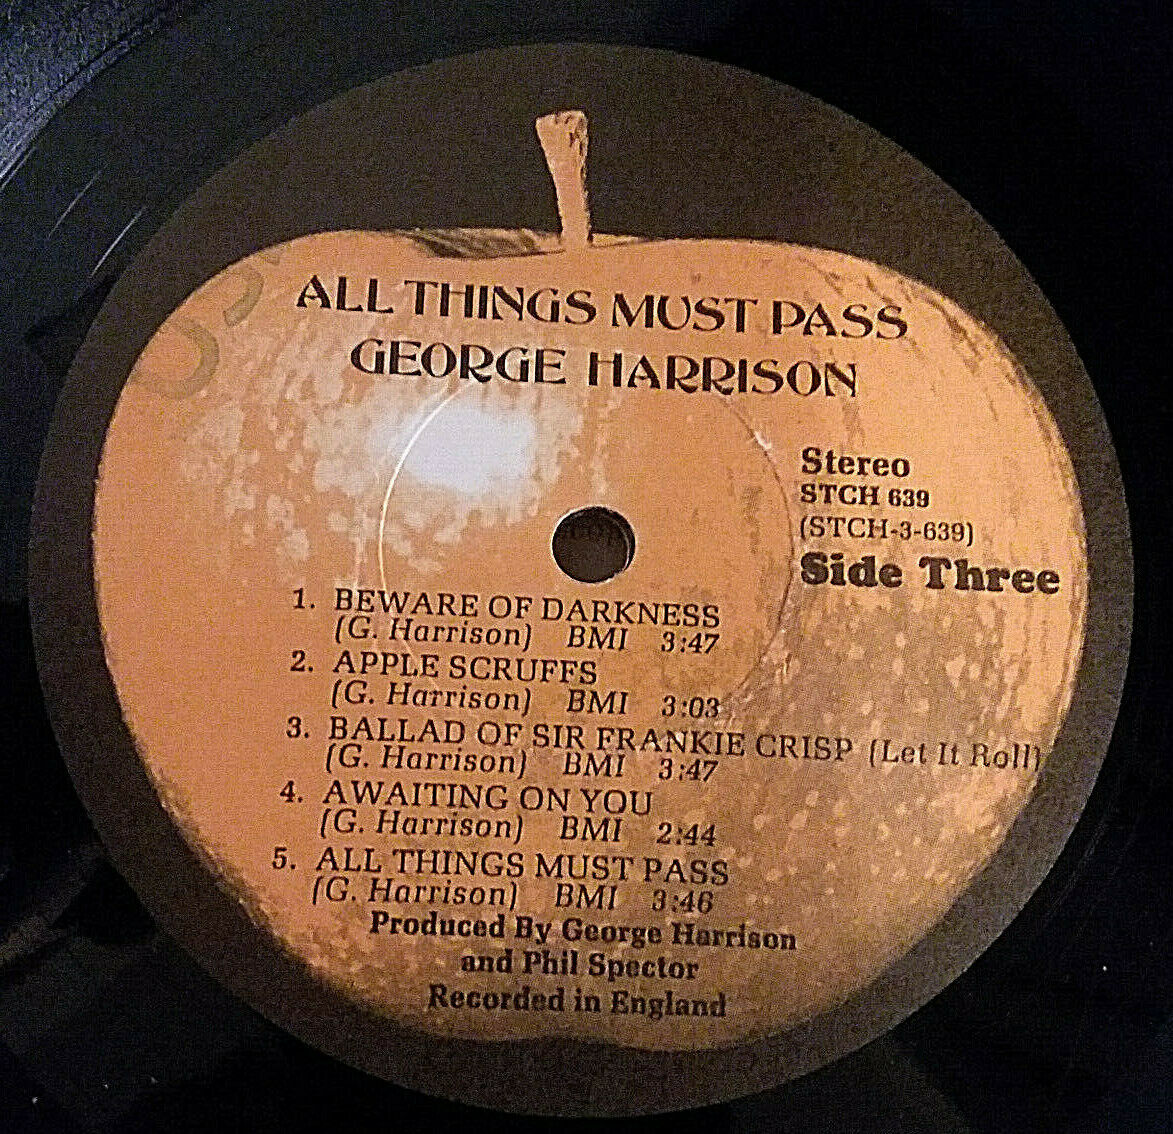 ALL THINGS MUST PASS
GEORGE HARRISON
Stereo
STCH 639
(STCH-3-639)
Side Three
1. BEWARE OF DARKNESS
(G. Harrison) BMI 3:47
2. APPLE SCRUFFS
(G. Harrison) BMI 3:03
3. BALLAD OF SIR FRANKIE CRISP (Let It Roll)
(G. Harrison) BMI 3:47
4. AWAITING ON YOU
(G. Harrison) BMI 2:44
5. ALL THINGS MUST PASS
(G. Harrison) BMI 3:46
Produced By George Harrison
and Phil Spector
Recorded in England